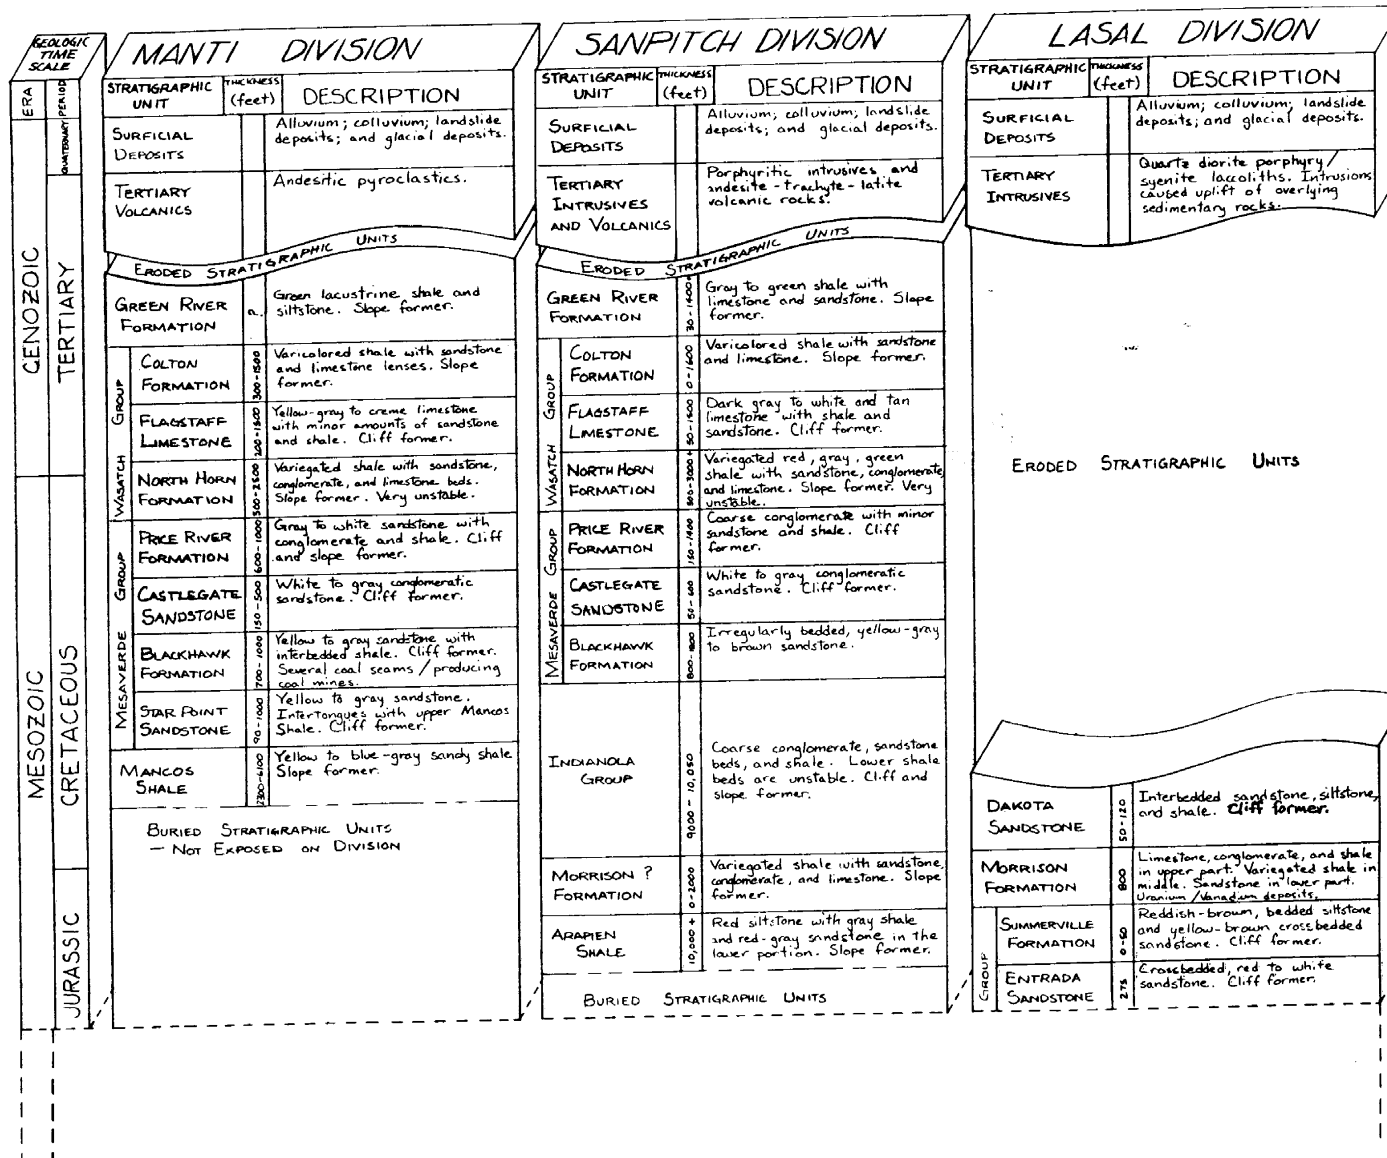 GEOLOGIC
TIME
SCALE
ERA
PERIOD
CENOZOIC
MESOZOIC
QUATERNARY
TERTIARY
CRETACEOUS
JURASSIC
MANTI DIVISION
STRATIGRAPHIC
UNIT
THICKNESS
(feet)
DESCRIPTION
SURFICIAL
DEPOSITS
Alluvium; colluvium; landslide
deposits; and glacial deposits.
TERTIARY
VOLCANICS
Andesitic pyroclastics.
ERODED STRATIGRAPHIC UNITS
GREEN RIVER
FORMATION
Green lacustrine shale and
siltstone. Slope former.
WASATCH GROUP
COLTON
FORMATION
300-1500
Varicolored shale with sandstone
and limestone lenses. Slope
former.
FLAGSTAFF
LIMESTONE
200-1500
Yellow-gray to creme limestone
with minor amounts of sandstone
and shale. Cliff former.
NORTH HORN
FORMATION
500-2500
Variegated shale with sandstone,
conglomerate, and limestone beds.
Slope former. Very unstable.
MESAVERDE GROUP
PRICE RIVER
FORMATION
600-1000
Gray to white sandstone with
conglomerate and shale. Cliff
and slope former.
CASTLEGATE
SANDSTONE
150-500
White to gray conglomeratic
sandstone. Cliff former.
BLACKHAWK
FORMATION
700-1000
Yellow to gray sandstone with
interbedded shale. Cliff former.
Several coal seams / producing
coal mines.
STAR POINT
SANDSTONE
90-1000
Yellow to gray sandstone.
Intertongues with upper Mancos
Shale. Cliff former.
MANCOS
SHALE
2300-6100
Yellow to blue-gray sandy shale
Slope former.
BURIED STRATIGRAPHIC UNITS
- NOT EXPOSED ON DIVISION
SANPITCH DIVISION
STRATIGRAPHIC
UNIT
THICKNESS
(feet)
DESCRIPTION
SURFICIAL
DEPOSITS
Alluvium; colluvium; landslide
deposits; and glacial deposits.
TERTIARY
INTRUSIVES
AND VOLCANICS
Porphyritic intrusives and
andesite-trachyte-latite
volcanic rocks.
ERODED STRATIGRAPHIC UNITS
GREEN RIVER
FORMATION
Gray to green shale with
limestone and sandstone. Slope
former.
WASATCH GROUP
COLTON
FORMATION
0-1600
Varicolored shale with sandstone
and limestone. Slope former.
FLAGSTAFF
LIMESTONE
50-1500
Dark gray to white and tan
limestone with shale and
sandstone. Cliff former.
NORTH HORN
FORMATION
500-3000+
Variegated red, gray, green
shale with sandstone, conglomerate,
and limestone. Slope former. Very
unstable.
MESAVERDE GROUP
PRICE RIVER
FORMATION
Coarse conglomerate with minor
sandstone and shale. Cliff
former.
CASTLEGATE
SANDSTONE
50-600
White to gray conglomeratic
sandstone. Cliff former.
BLACKHAWK
FORMATION
Irregularly bedded, yellow-gray
to brown sandstone.
INDIANOLA
GROUP
9000-10,050
Coarse conglomerate, sandstone
beds, and shale. Lower shale
beds are unstable. Cliff and
slope former.
MORRISON ?
FORMATION
0-2000
Variegated shale with sandstone,
conglomerate, and limestone. Slope
former.
ARAPIEN
SHALE
10,000+
Red siltstone with gray shale
and red-gray sandstone in the
lower portion. Slope former.
BURIED STRATIGRAPHIC UNITS
LASAL DIVISION
STRATIGRAPHIC
UNIT
THICKNESS
(feet)
DESCRIPTION
SURFICIAL
DEPOSITS
Alluvium; colluvium; landslide
deposits; and glacial deposits.
TERTIARY
INTRUSIVES
Quartz diorite porphyry/
syenite laccoliths. Intrusions
caused uplift of overlying
sedimentary rocks.
ERODED STRATIGRAPHIC UNITS
DAKOTA
SANDSTONE
50-120
Interbedded sandstone, siltstone,
and shale. Cliff former.
MORRISON
FORMATION
800
Limestone, conglomerate, and shale
in upper part. Variegated shale in
middle. Sandstone in lower part.
Uranium/Vanadium deposits.
GROUP
SUMMERVILLE
FORMATION
0-50
Reddish-brown, bedded siltstone
and yellow-brown crossbedded
sandstone. Cliff former.
ENTRADA
SANDSTONE
275
Crossbedded, red to white
sandstone. Cliff former.